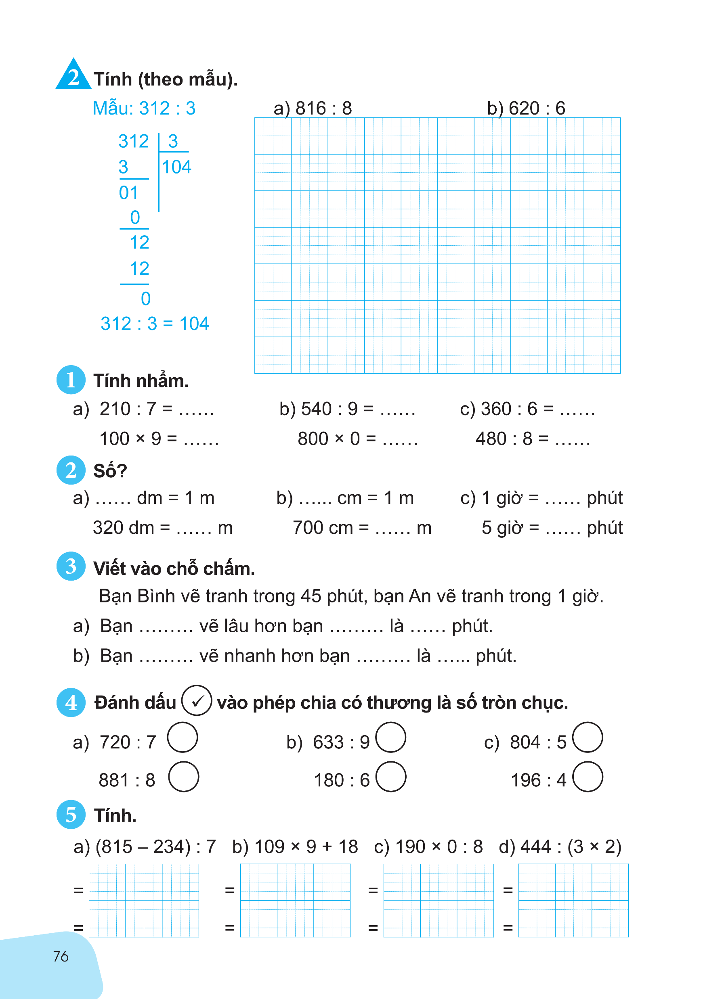 2 Tính (theo mẫu).
Mẫu: 312 : 3 a) 816 : 8 b) 620 : 6
312 3
3 104
01
0
12
12
0
312 : 3 = 104
1 Tính nhẩm.
a) 210 : 7 = …… b) 540 : 9 = …… c) 360 : 6 = ……
100 × 9 = …… 800 × 0 = …… 480 : 8 = ……
2 Số?
a) …… dm = 1 m b) …... cm = 1 m c) 1 giờ = …… phút
320 dm = …… m 700 cm = …… m 5 giờ = …… phút
3 Viết vào chỗ chấm.
Bạn Bình vẽ tranh trong 45 phút, bạn An vẽ tranh trong 1 giờ.
a) Bạn ……… vẽ lâu hơn bạn ……… là …… phút.
b) Bạn ……… vẽ nhanh hơn bạn ……… là …... phút.
4 Đánh dấu ✓ vào phép chia có thương là số tròn chục.
a) 720 : 7 b) 633 : 9 c) 804 : 5
881 : 8 180 : 6 196 : 4
5 Tính.
a) (815 – 234) : 7 b) 109 × 9 + 18 c) 190 × 0 : 8 d) 444 : (3 × 2)
= = = =
= = = =
76